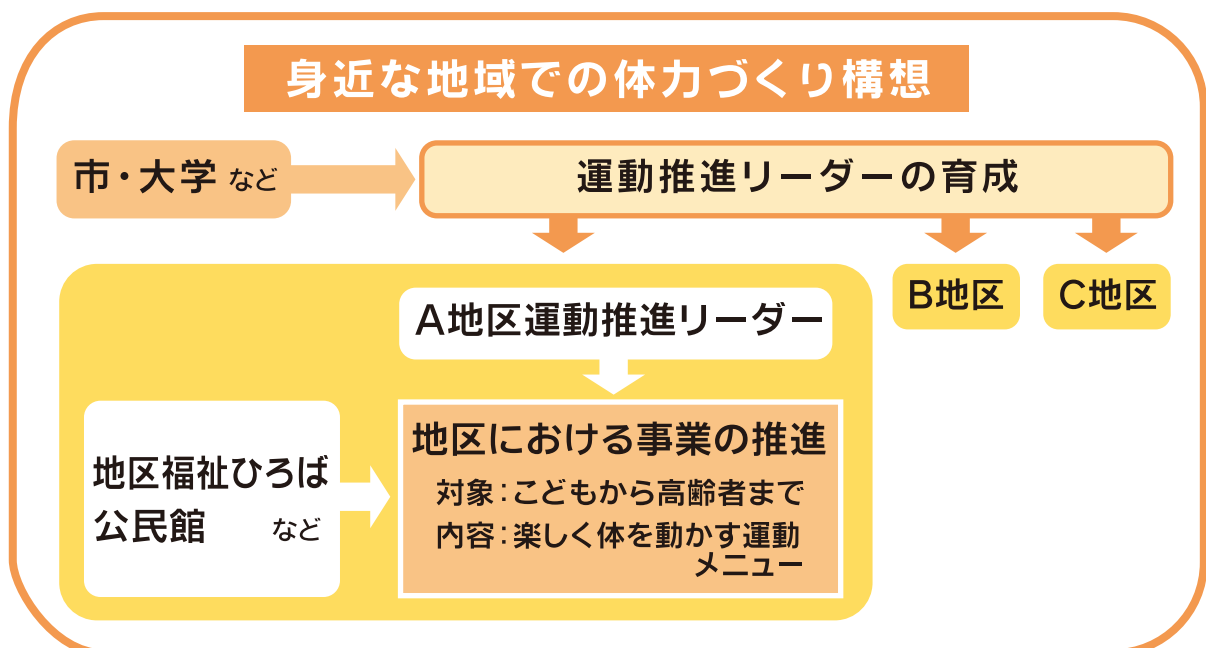 身近な地域での体力づくり構想
市・大学 など
運動推進リーダーの育成
B地区
C地区
A地区運動推進リーダー
地区福祉ひろば
公民館 など
地区における事業の推進
対象：こどもから高齢者まで
内容：楽しく体を動かす運動
メニュー